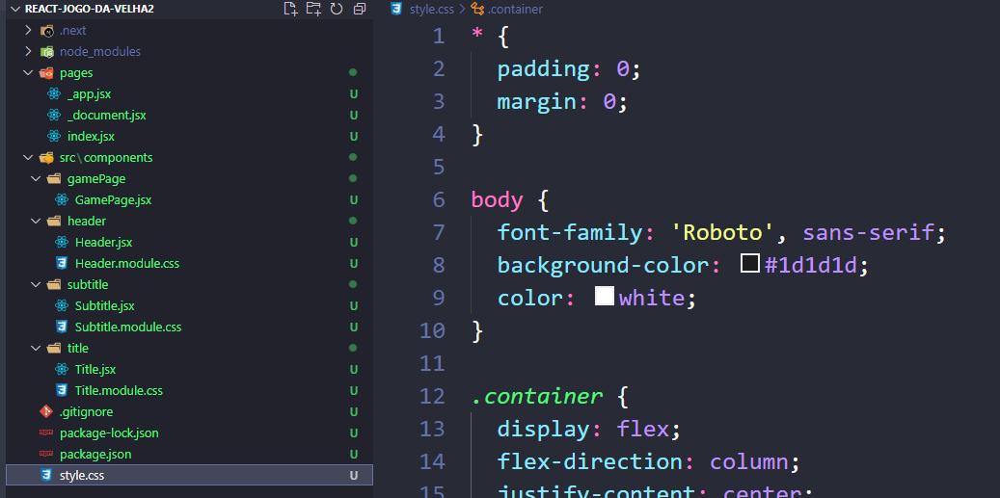 REACT-JOGO-DA-VELHA2
.next
node_modules
pages
_app.jsx U
_document.jsx U
index.jsx U
src\components
gamePage
GamePage.jsx U
header
Header.jsx U
Header.module.css U
subtitle
Subtitle.jsx U
Subtitle.module.css U
title
Title.jsx U
Title.module.css U
.gitignore U
package-lock.json U
package.json U
style.css U
style.css > .container
1 * {
2 padding: 0;
3 margin: 0;
4 }
5
6 body {
7 font-family: 'Roboto', sans-serif;
8 background-color: #1d1d1d;
9 color: white;
10 }
11
12 .container {
13 display: flex;
14 flex-direction: column;
15 justify-content: center;